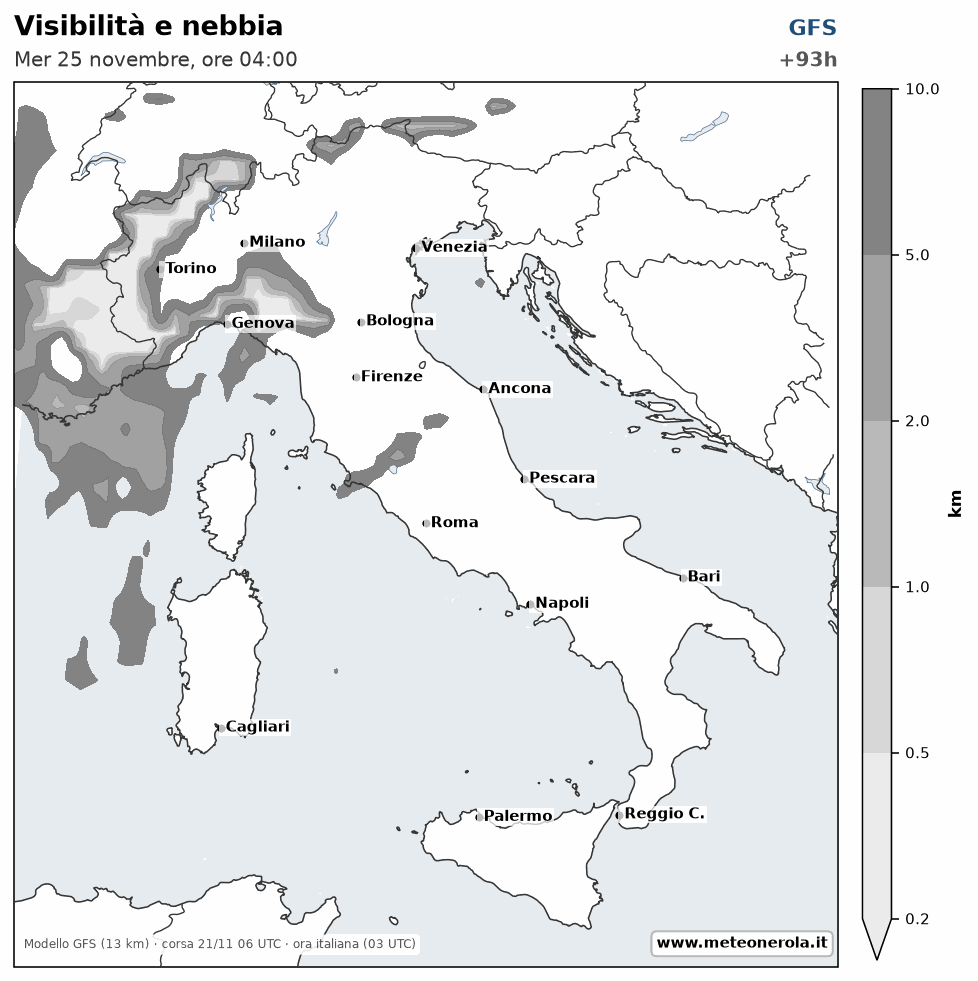 Visibilità e nebbia
GFS
Mer 25 novembre, ore 04:00
+93h
10.0
5.0
2.0
1.0
0.5
0.2
km
Milano
Venezia
Torino
Genova
Bologna
Firenze
Ancona
Pescara
Roma
Bari
Napoli
Cagliari
Palermo
Reggio C.
Modello GFS (13 km) · corsa 21/11 06 UTC · ora italiana (03 UTC)
www.meteonerola.it